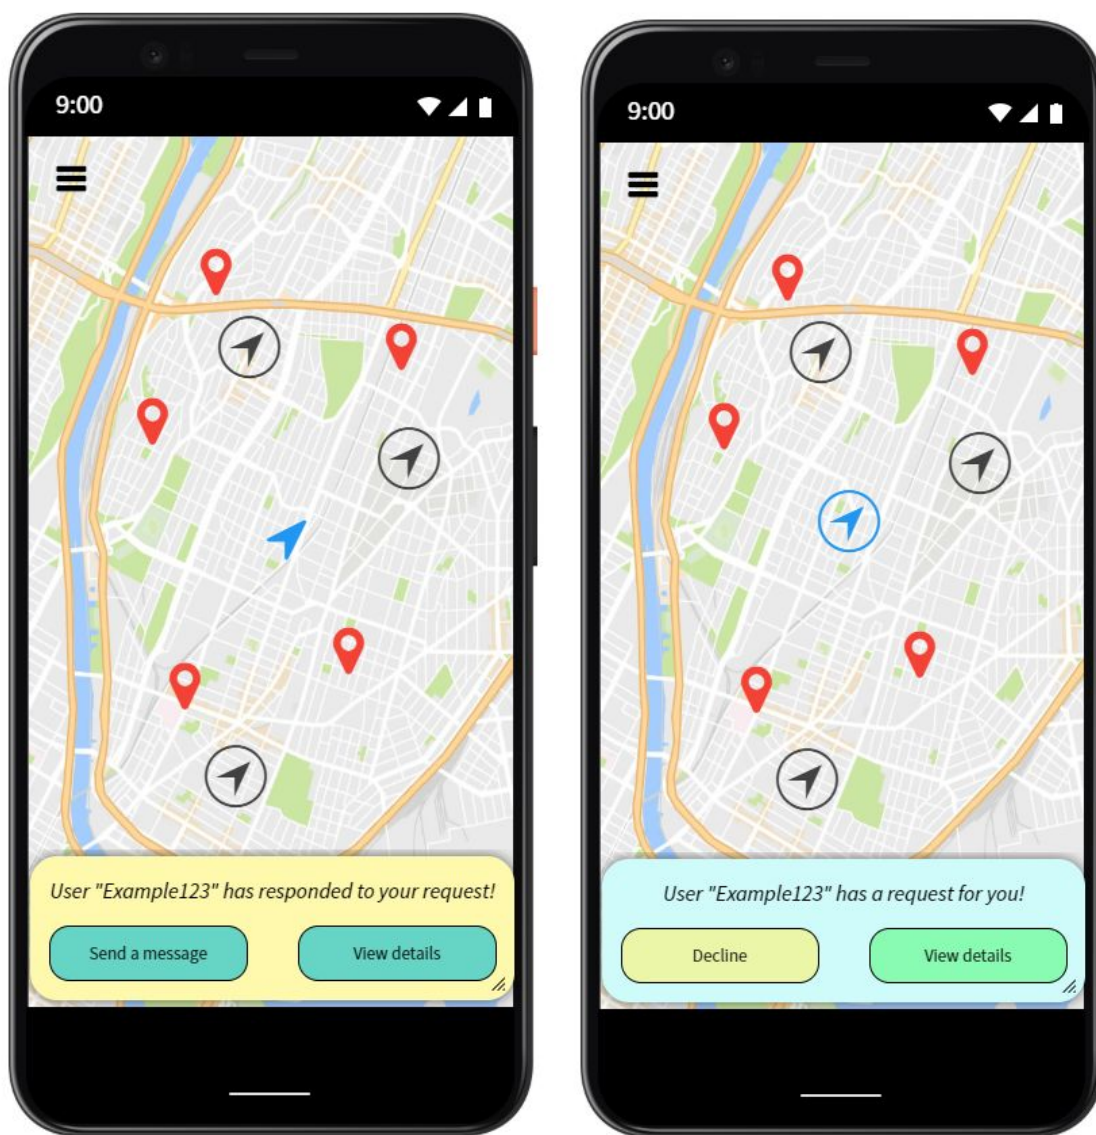 9:00
User "Example123" has responded to your request!
Send a message
View details
9:00
User "Example123" has a request for you!
Decline
View details